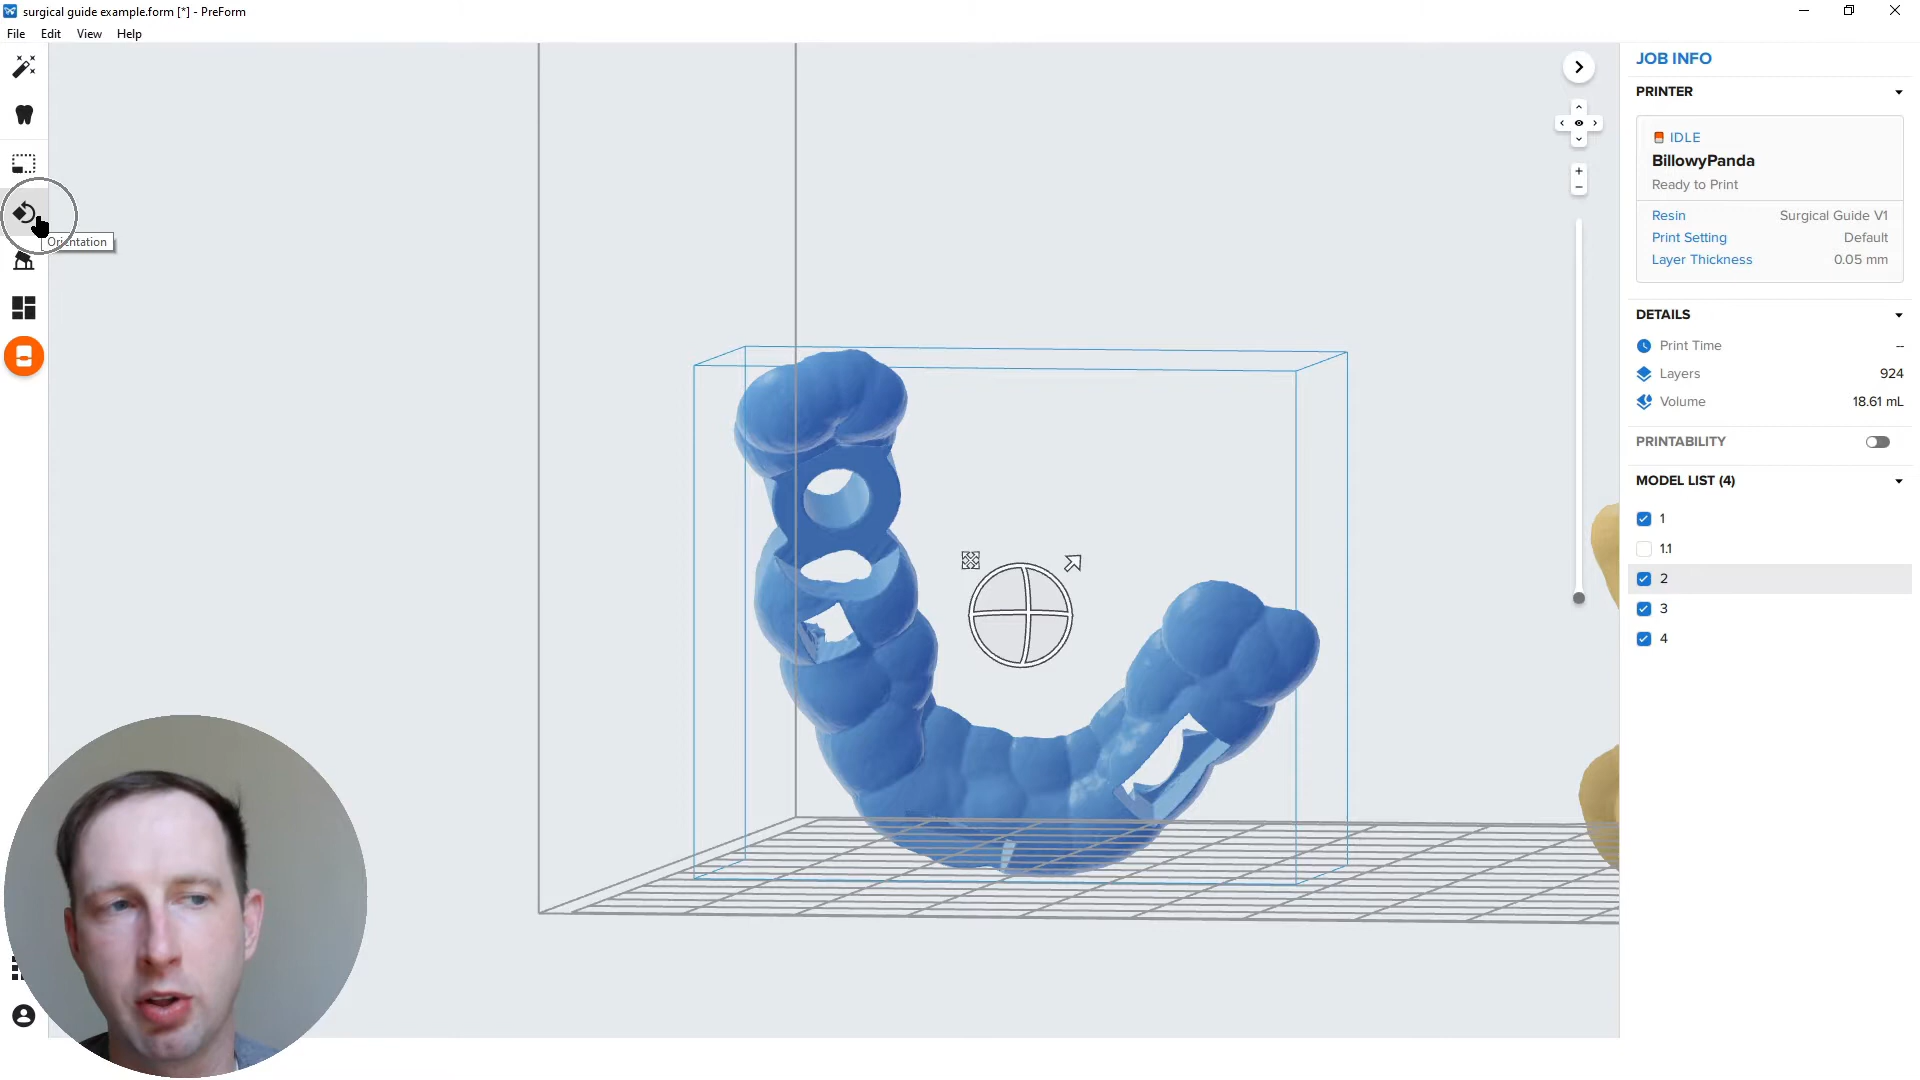 surgical guide example.form [*] - PreForm
File Edit View Help
Orientation
JOB INFO
PRINTER
IDLE
BillowyPanda
Ready to Print
Resin Surgical Guide V1
Print Setting Default
Layer Thickness 0.05 mm
DETAILS
Print Time --
Layers 924
Volume 18.61 mL
PRINTABILITY
MODEL LIST (4)
1
1.1
2
3
4